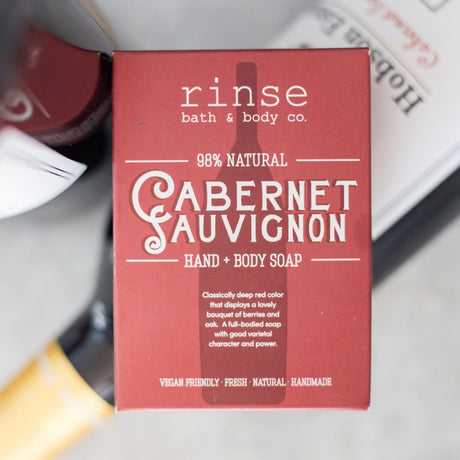 rinse
bath & body co.
98% NATURAL
CABERNET
SAUVIGNON
HAND + BODY SOAP
Classically deep red color
that displays a lovely
bouquet of berries and
oak. A full-bodied soap
with good varietal
character and power.
VEGAN FRIENDLY · FRESH · NATURAL · HANDMADE
Hobson
Cabernet